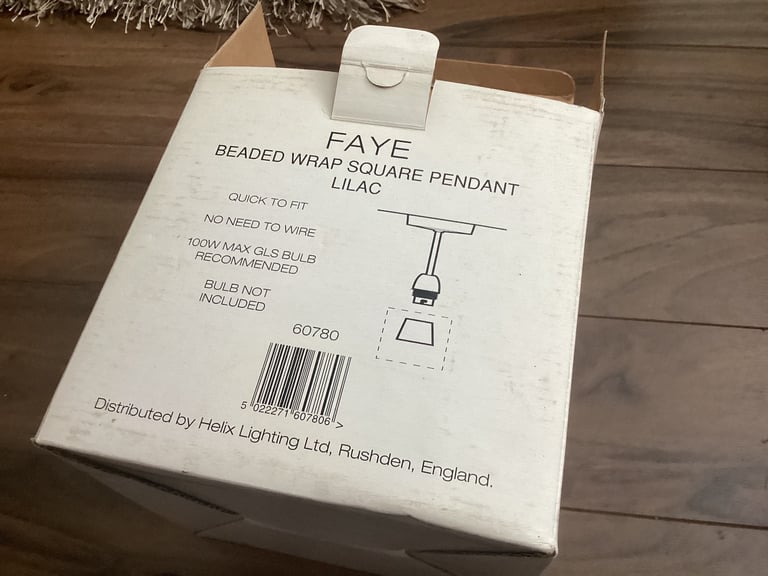 FAYE
BEADED WRAP SQUARE PENDANT
LILAC
QUICK TO FIT
NO NEED TO WIRE
100W MAX GLS BULB
RECOMMENDED
BULB NOT
INCLUDED
60780
5 022271 607806 >
Distributed by Helix Lighting Ltd, Rushden, England.